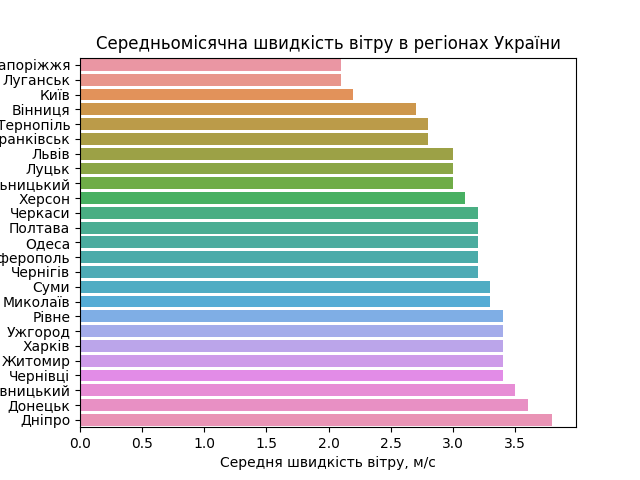 Середньомісячна швидкість вітру в регіонах України
апоріжжя
Луганськ
Київ
Вінниця
Тернопіль
ранківськ
Львів
Луцьк
льницький
Херсон
Черкаси
Полтава
Одеса
ферополь
Чернігів
Суми
Миколаїв
Рівне
Ужгород
Харків
Житомир
Чернівці
вницький
Донецьк
Дніпро
0.0 0.5 1.0 1.5 2.0 2.5 3.0 3.5
Середня швидкість вітру, м/с